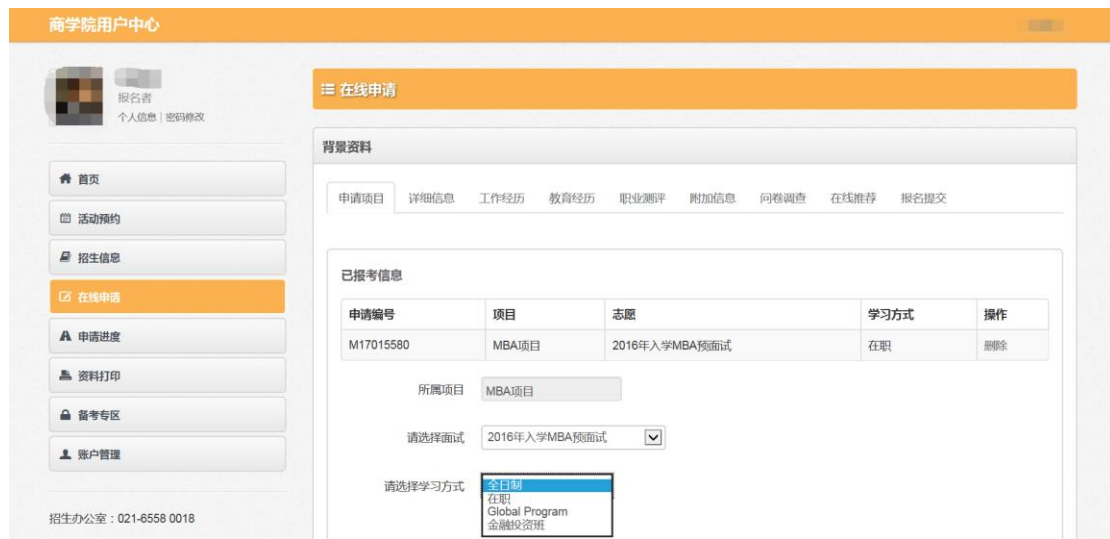 商学院用户中心
报名者
个人信息 | 密码修改
首页
活动预约
招生信息
在线申请
申请进度
资料打印
备考专区
账户管理
招生办公室：021-6558 0018
在线申请
背景资料
申请项目 详细信息 工作经历 教育经历 职业测评 附加信息 问卷调查 在线推荐 报名提交
已报考信息
申请编号 项目 志愿 学习方式 操作
M17015580 MBA项目 2016年入学MBA预面试 在职 删除
所属项目 MBA项目
请选择面试 2016年入学MBA预面试
请选择学习方式 全日制
在职
Global Program
金融投资班